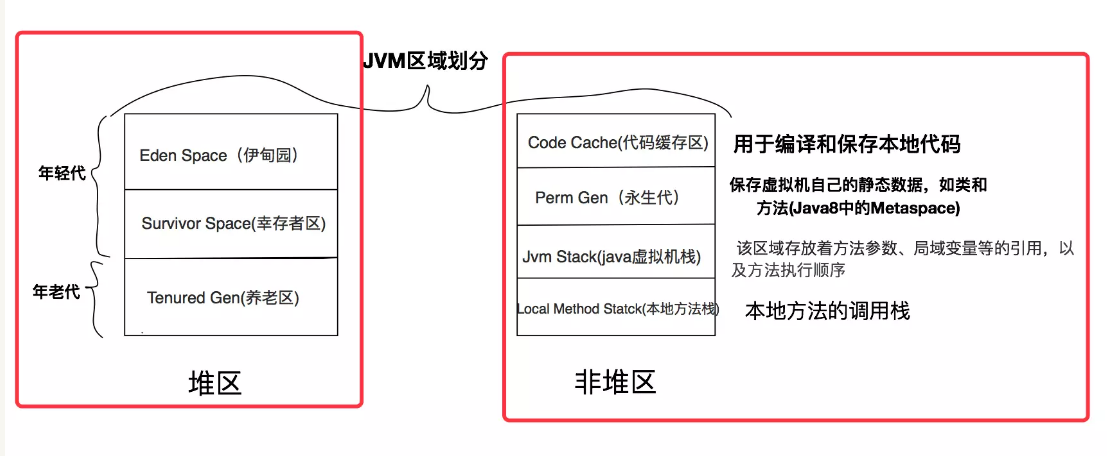 JVM区域划分
年轻代
Eden Space（伊甸园）
Survivor Space(幸存者区)
年老代
Tenured Gen(养老区)
堆区
Code Cache(代码缓存区)
用于编译和保存本地代码
Perm Gen（永生代）
保存虚拟机自己的静态数据，如类和
方法(Java8中的Metaspace)
Jvm Stack(java虚拟机栈)
该区域存放着方法参数、局域变量等的引用，以
及方法执行顺序
Local Method Statck(本地方法栈)
本地方法的调用栈
非堆区